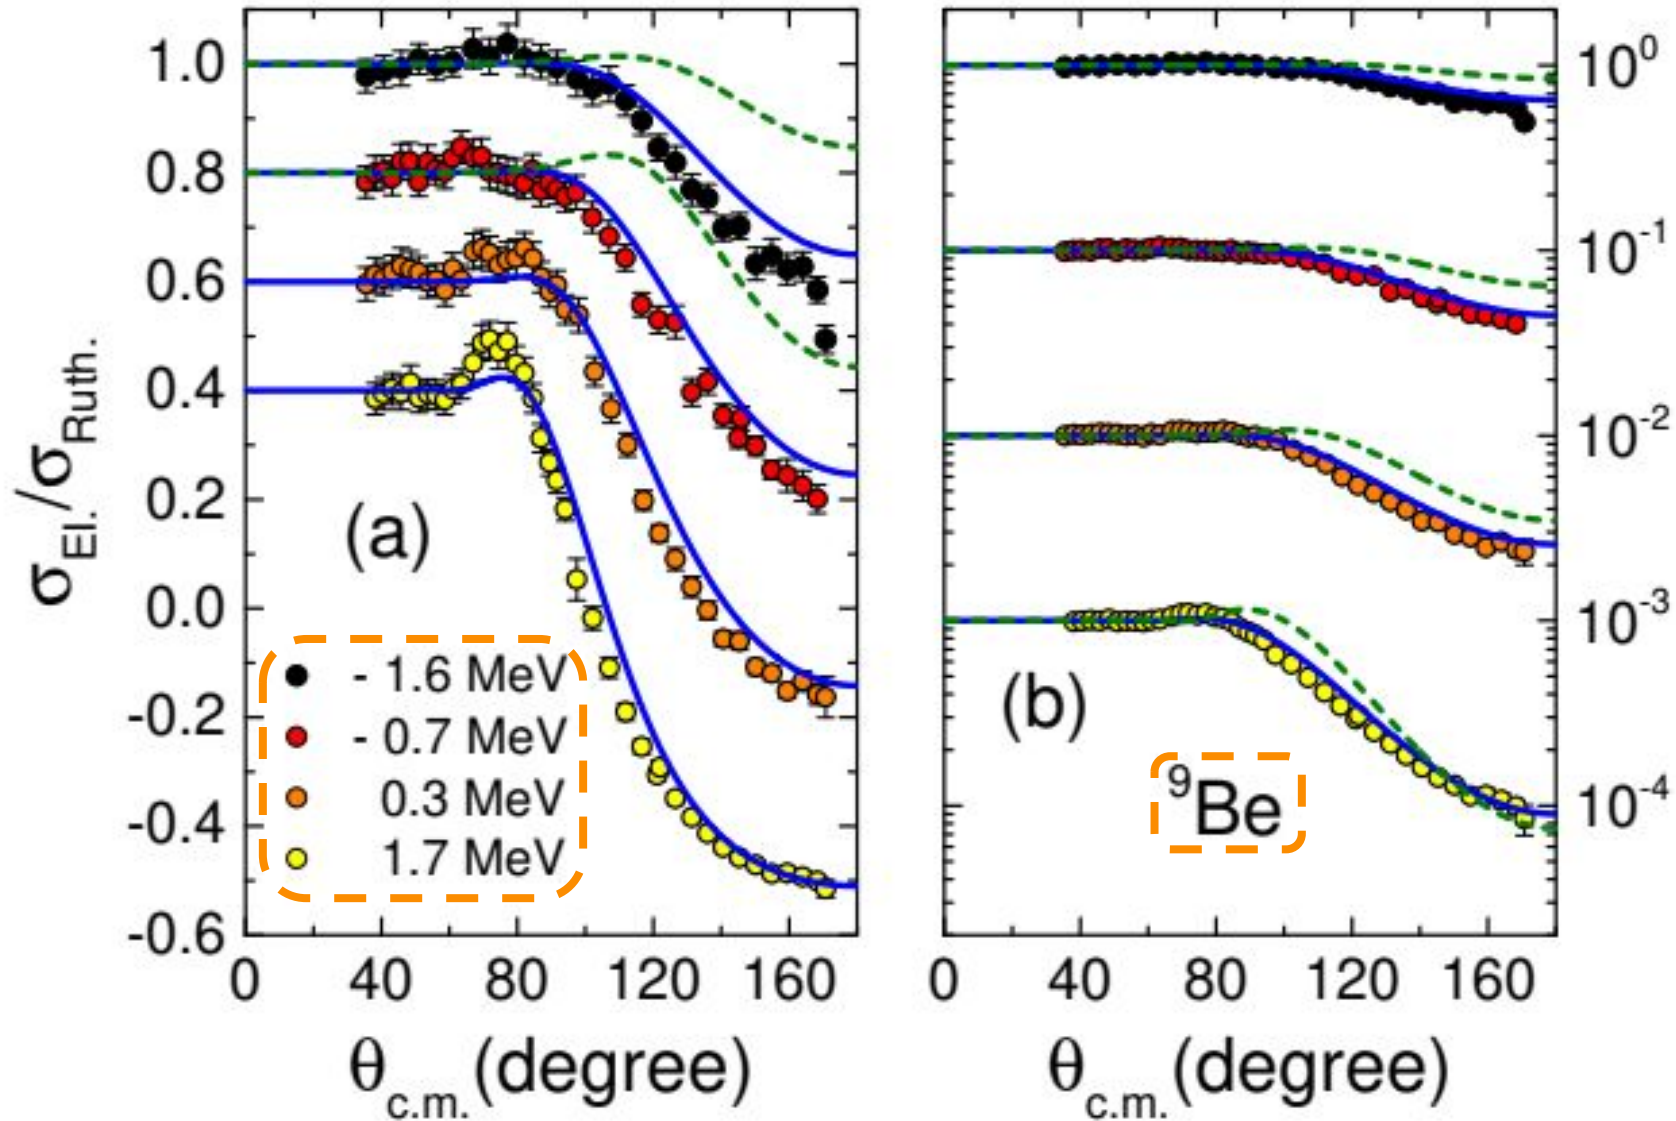 σEl./σRuth.
1.0
0.8
0.6
0.4
0.2
0.0
-0.2
-0.4
-0.6
(a)
- 1.6 MeV
- 0.7 MeV
0.3 MeV
1.7 MeV
0 40 80 120 160
θc.m. (degree)
10^0
10^-1
10^-2
10^-3
10^-4
(b)
^9Be
0 40 80 120 160
θc.m. (degree)